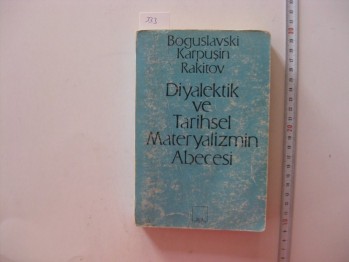 Boguslavski
Karpuşin
Rakitov
Diyalektik
ve
Tarihsel
Materyalizmin
Abecesi